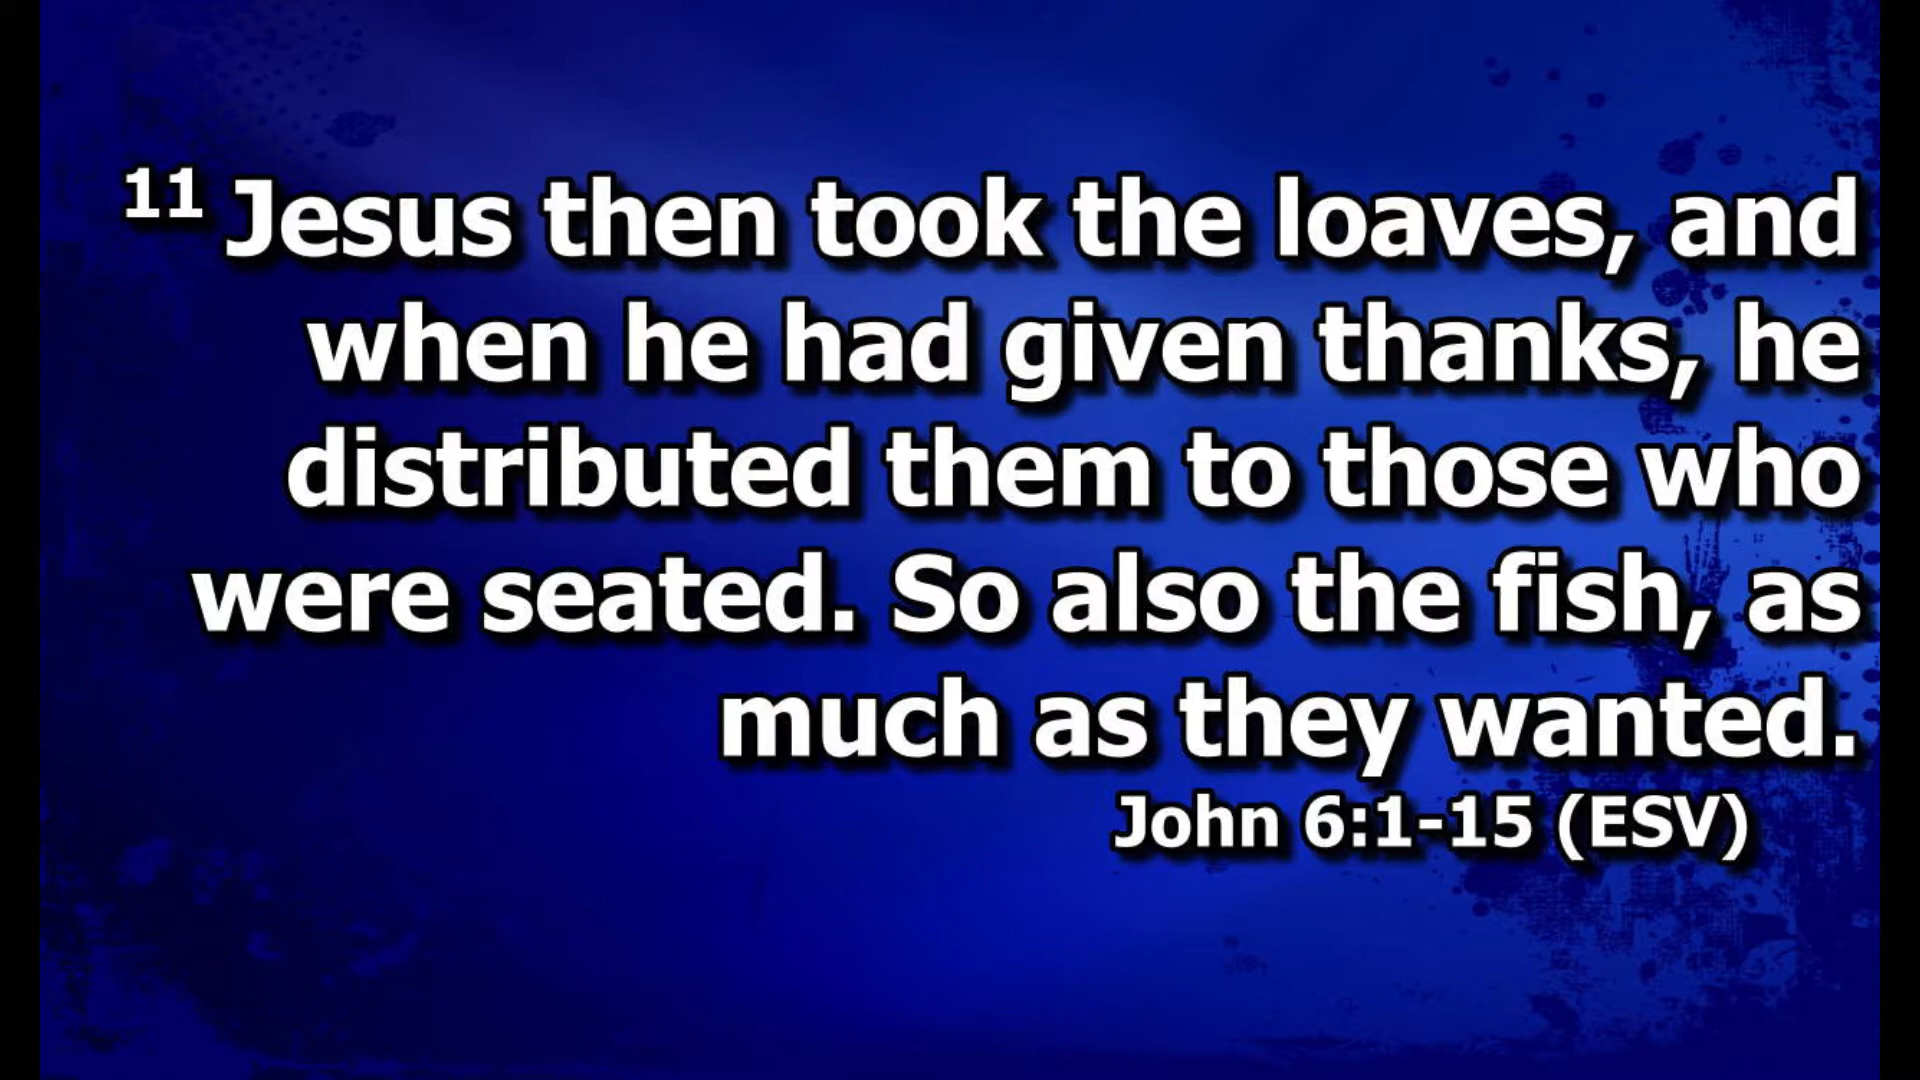 11 Jesus then took the loaves, and
when he had given thanks, he
distributed them to those who
were seated. So also the fish, as
much as they wanted.
John 6:1-15 (ESV)